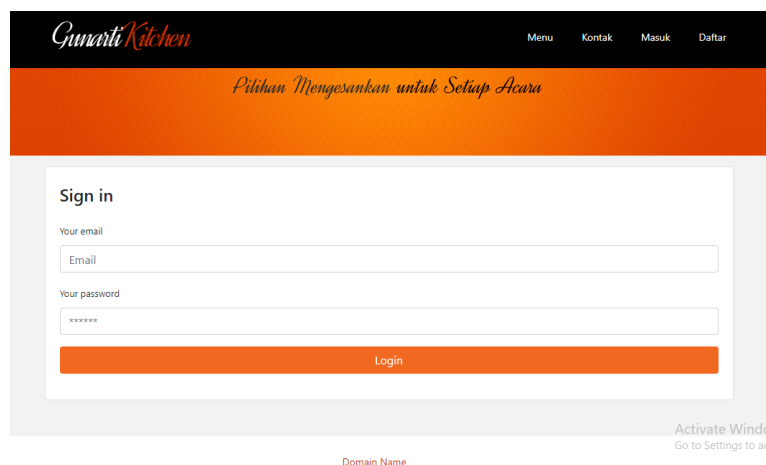 Gunarti Kitchen
Menu Kontak Masuk Daftar
Pilihan Mengesankan untuk Setiap Acara
Sign in
Your email
Email
Your password
******
Login
Activate Windo
Go to Settings to a
Domain Name